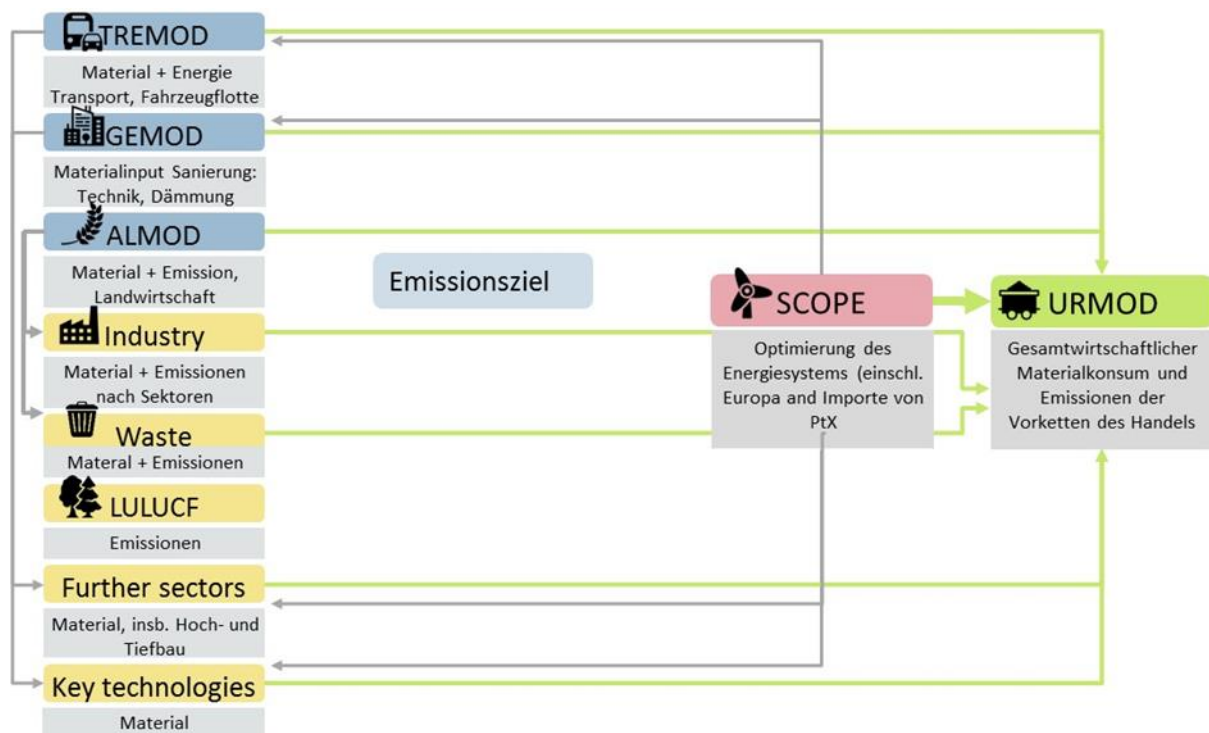 TREMOD
Material + Energie
Transport, Fahrzeugflotte
GEMOD
Materialinput Sanierung:
Technik, Dämmung
ALMOD
Material + Emission,
Landwirtschaft
Industry
Material + Emissionen
nach Sektoren
Waste
Materal + Emissionen
LULUCF
Emissionen
Further sectors
Material, insb. Hoch- und
Tiefbau
Key technologies
Material
Emissionsziel
SCOPE
Optimierung des
Energiesystems (einschl.
Europa and Importe von
PtX
URMOD
Gesamtwirtschaftlicher
Materialkonsum und
Emissionen der
Vorketten des Handels